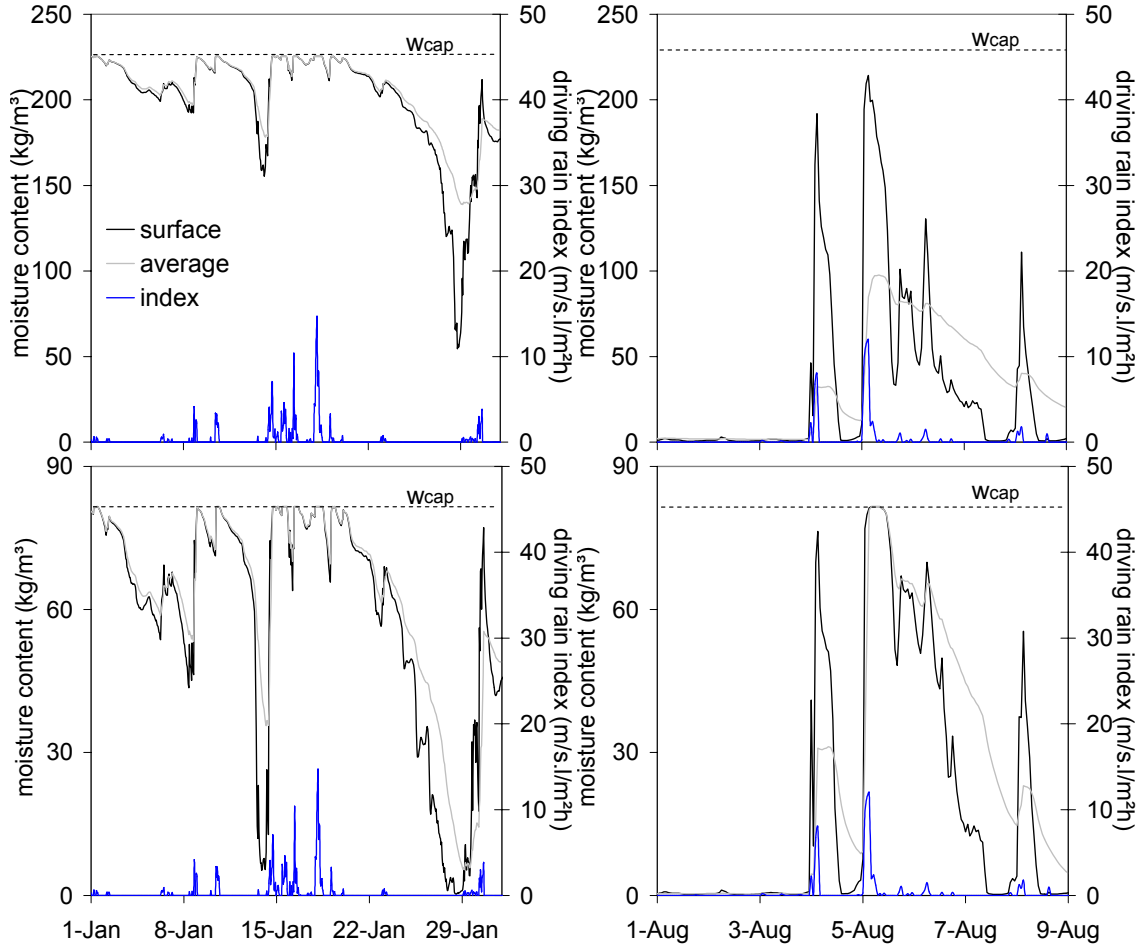 250
200
150
100
50
0
moisture content (kg/m³)
wcap
surface
average
index
50
40
30
20
10
0
driving rain index (m/s.l/m²h)
250
200
150
100
50
0
moisture content (kg/m³)
wcap
50
40
30
20
10
0
driving rain index (m/s.l/m²h)
90
60
30
0
moisture content (kg/m³)
wcap
50
40
30
20
10
0
driving rain index (m/s.l/m²h)
1-Jan 8-Jan 15-Jan 22-Jan 29-Jan
90
60
30
0
moisture content (kg/m³)
wcap
50
40
30
20
10
0
driving rain index (m/s.l/m²h)
1-Aug 3-Aug 5-Aug 7-Aug 9-Aug